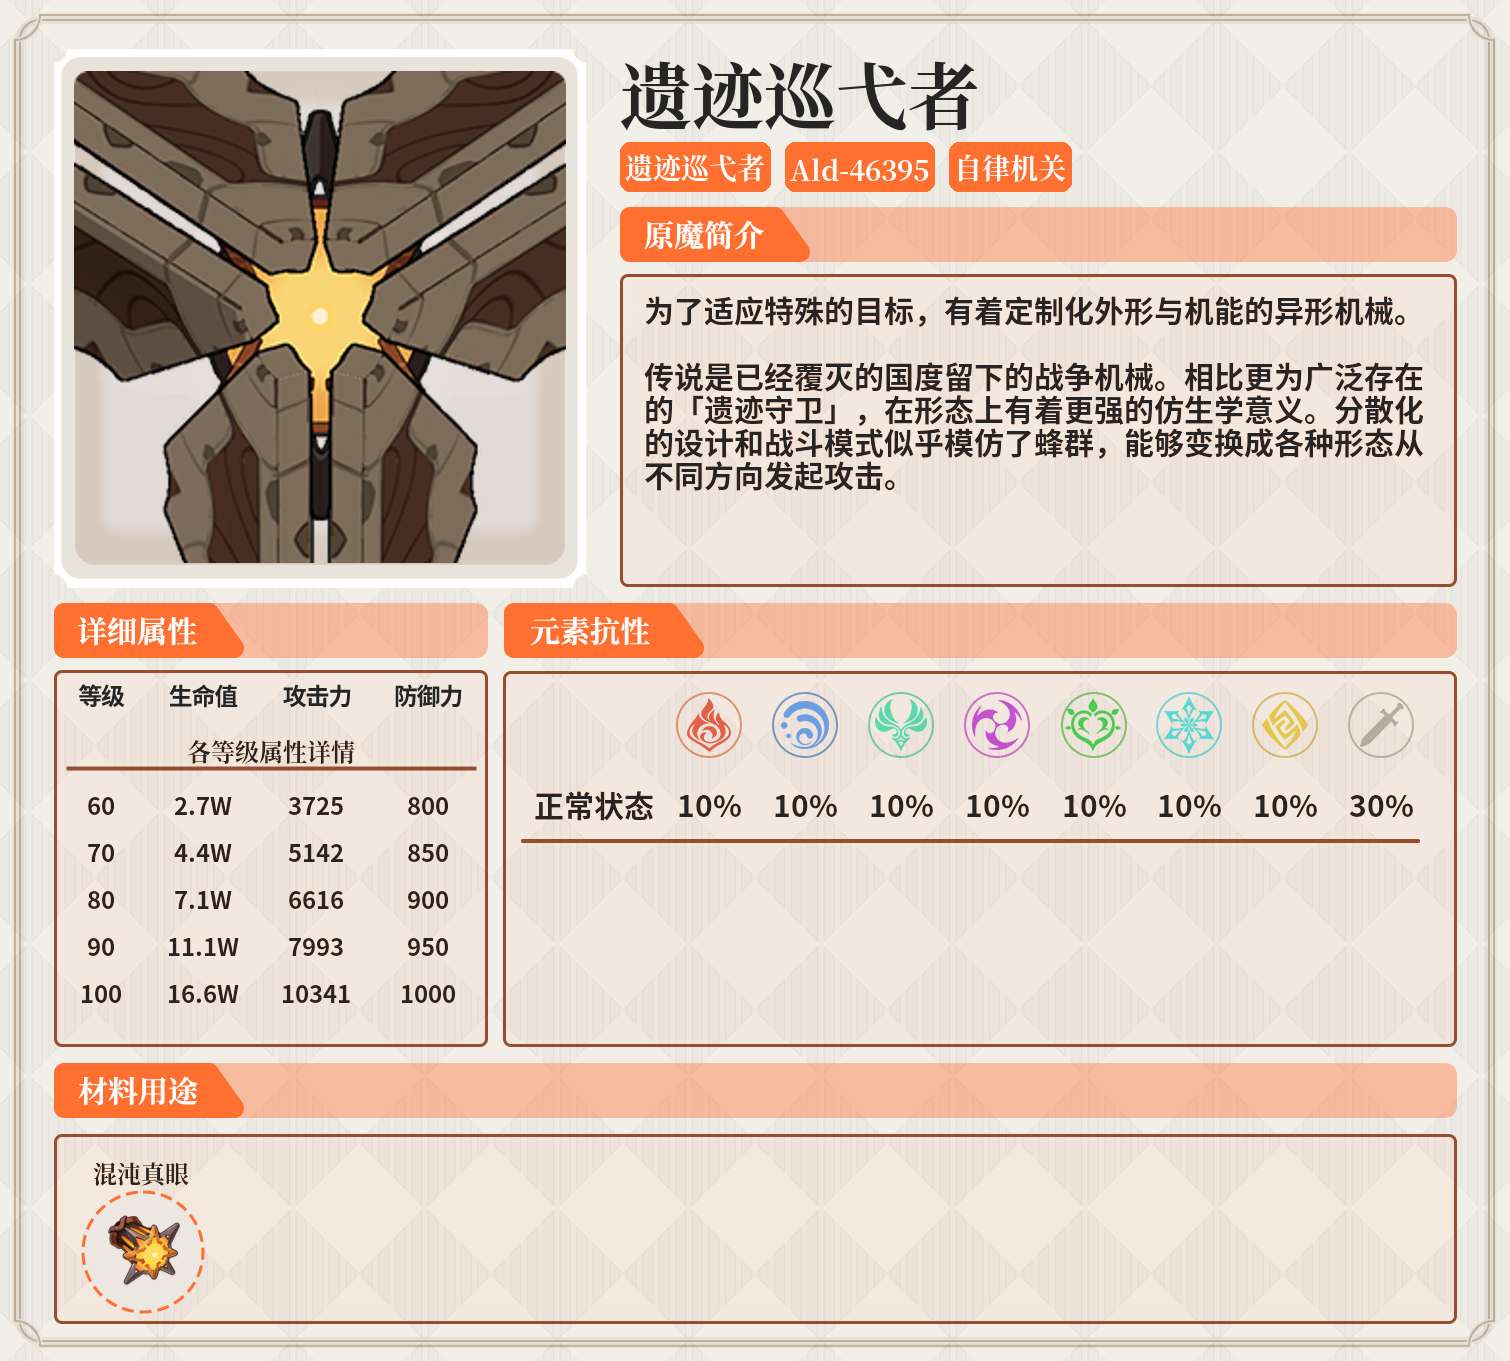 遗迹巡弋者
遗迹巡弋者 Ald-46395 自律机关
原魔简介
为了适应特殊的目标，有着定制化外形与机能的异形机械。
传说是已经覆灭的国度留下的战争机械。相比更为广泛存在
的「遗迹守卫」，在形态上有着更强的仿生学意义。分散化
的设计和战斗模式似乎模仿了蜂群，能够变换成各种形态从
不同方向发起攻击。
详细属性
等级 生命值 攻击力 防御力
各等级属性详情
60 2.7W 3725 800
70 4.4W 5142 850
80 7.1W 6616 900
90 11.1W 7993 950
100 16.6W 10341 1000
元素抗性
正常状态 10% 10% 10% 10% 10% 10% 10% 30%
材料用途
混沌真眼